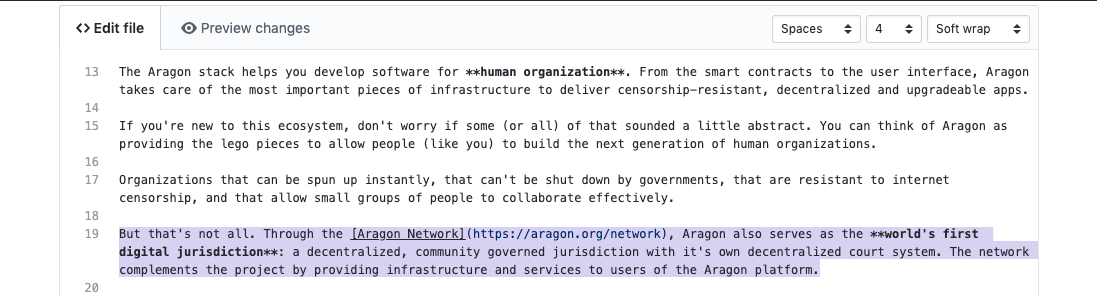 Edit file Preview changes Spaces 4 Soft wrap
13 The Aragon stack helps you develop software for **human organization**. From the smart contracts to the user interface, Aragon
takes care of the most important pieces of infrastructure to deliver censorship-resistant, decentralized and upgradeable apps.
14
15 If you're new to this ecosystem, don't worry if some (or all) of that sounded a little abstract. You can think of Aragon as
providing the lego pieces to allow people (like you) to build the next generation of human organizations.
16
17 Organizations that can be spun up instantly, that can't be shut down by governments, that are resistant to internet
censorship, and that allow small groups of people to collaborate effectively.
18
19 But that's not all. Through the [Aragon Network](https://aragon.org/network), Aragon also serves as the **world's first
digital jurisdiction**: a decentralized, community governed jurisdiction with it's own decentralized court system. The network
complements the project by providing infrastructure and services to users of the Aragon platform.
20